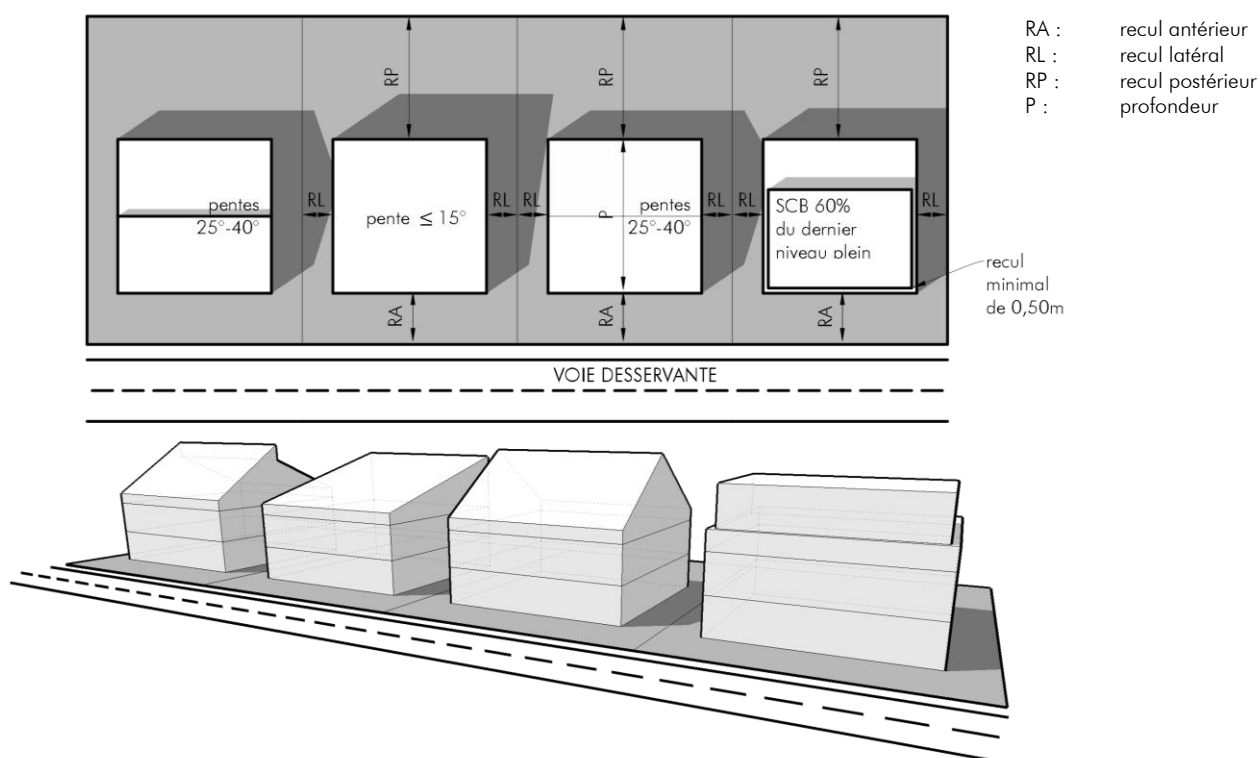 RA : recul antérieur
RL : recul latéral
RP : recul postérieur
P : profondeur
RP
RP
RP
pentes
25°-40°
RL
pente ≤ 15°
RL
RL
P
pentes
25°-40°
RL
RL
SCB 60%
du dernier
niveau plein
RL
recul
minimal
de 0,50m
RA
RA
RA
VOIE DESSERVANTE